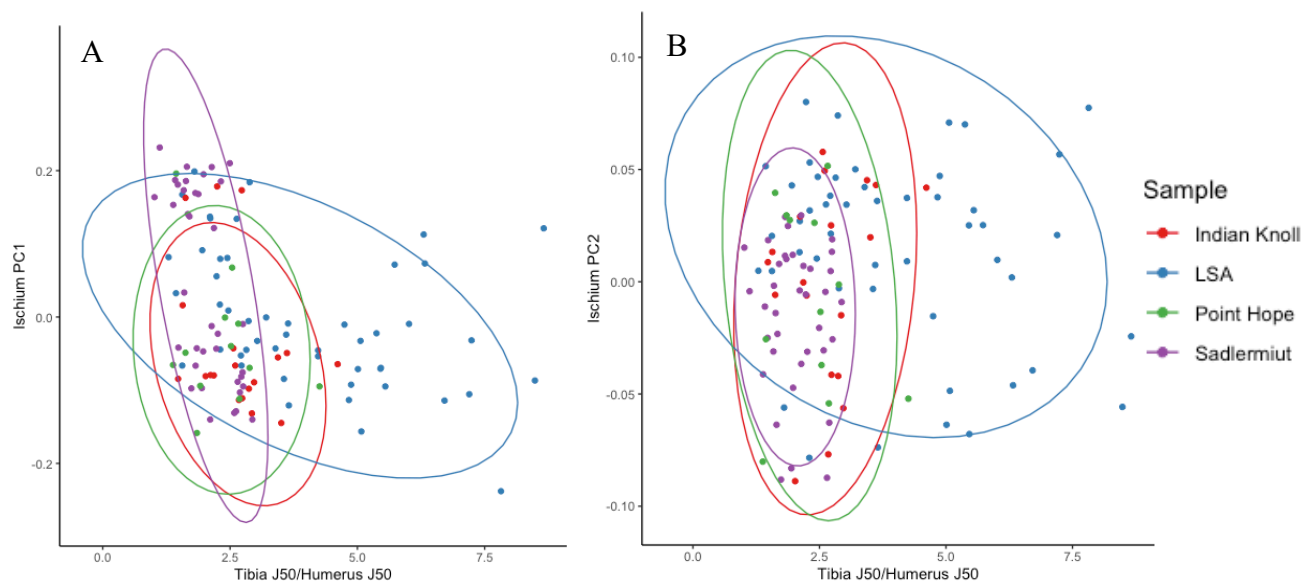 A
Ischium PC1
0.2
0.0
-0.2
0.0
2.5
5.0
7.5
Tibia J50/Humerus J50
B
Ischium PC2
0.10
0.05
0.00
-0.05
-0.10
0.0
2.5
5.0
7.5
Tibia J50/Humerus J50
Sample
Indian Knoll
LSA
Point Hope
Sadlermiut